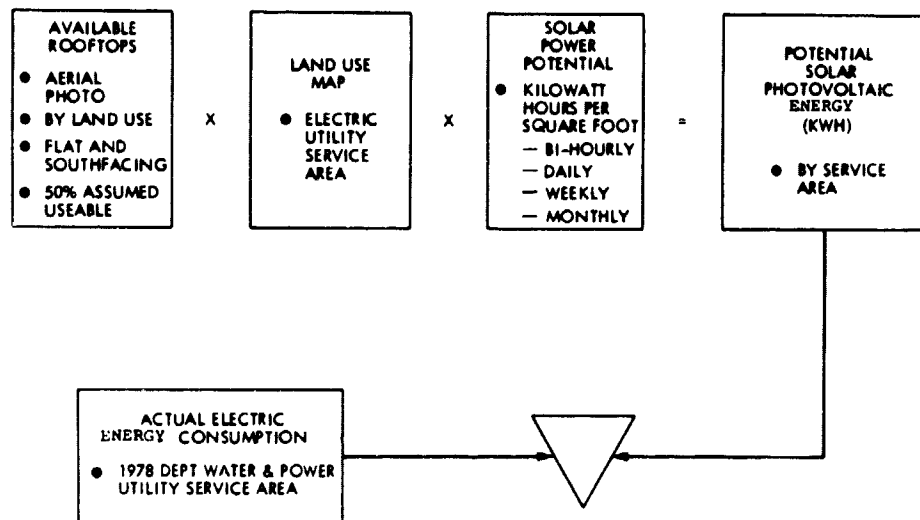 AVAILABLE
ROOFTOPS
● AERIAL
PHOTO
● BY LAND USE
● FLAT AND
SOUTHFACING
● 50% ASSUMED
USEABLE
X
LAND USE
MAP
● ELECTRIC
UTILITY
SERVICE
AREA
X
SOLAR
POWER
POTENTIAL
● KILOWATT
HOURS PER
SQUARE FOOT
— BI-HOURLY
— DAILY
— WEEKLY
— MONTHLY
=
POTENTIAL
SOLAR
PHOTOVOLTAIC
ENERGY
(KWH)
● BY SERVICE
AREA
ACTUAL ELECTRIC
ENERGY CONSUMPTION
● 1978 DEPT WATER & POWER
UTILITY SERVICE AREA